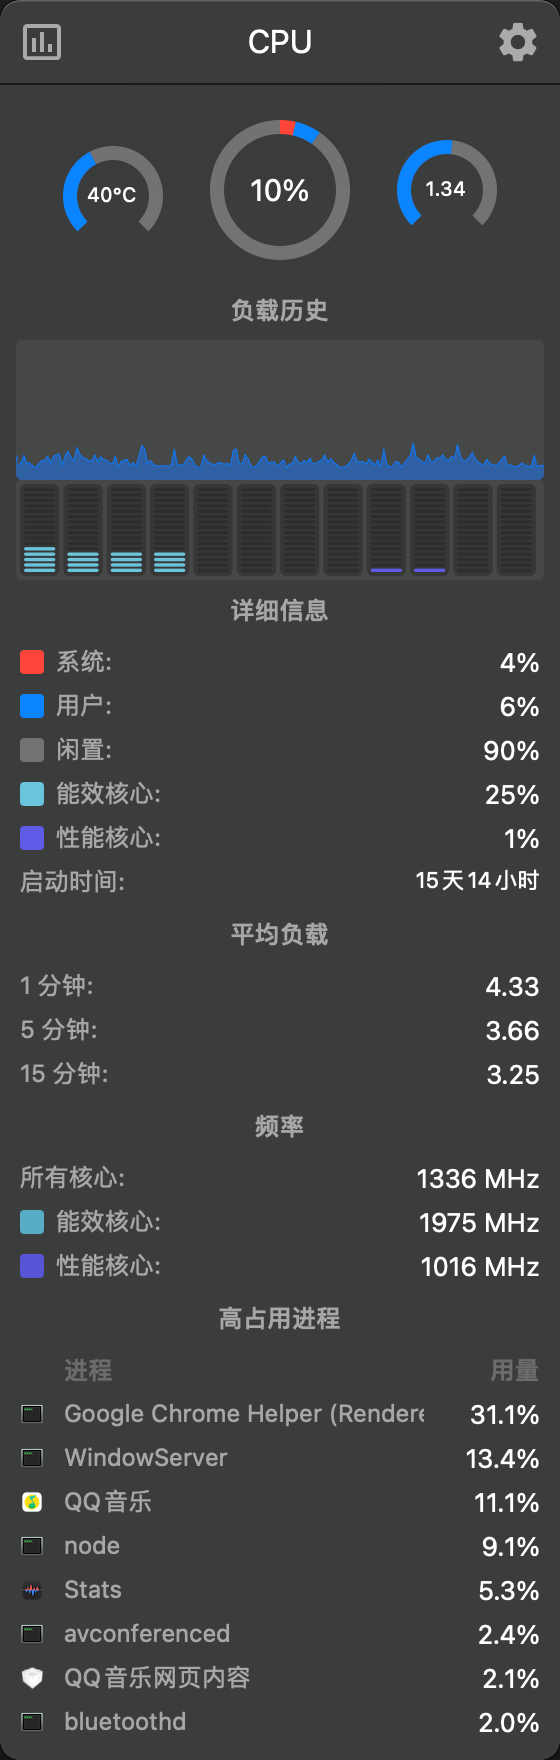 CPU
40°C
10%
1.34
负载历史
详细信息
系统: 4%
用户: 6%
闲置: 90%
能效核心: 25%
性能核心: 1%
启动时间: 15天14小时
平均负载
1 分钟: 4.33
5 分钟: 3.66
15 分钟: 3.25
频率
所有核心: 1336 MHz
能效核心: 1975 MHz
性能核心: 1016 MHz
高占用进程
进程 用量
Google Chrome Helper (Rendere 31.1%
WindowServer 13.4%
QQ音乐 11.1%
node 9.1%
Stats 5.3%
avconferenced 2.4%
QQ音乐网页内容 2.1%
bluetoothd 2.0%